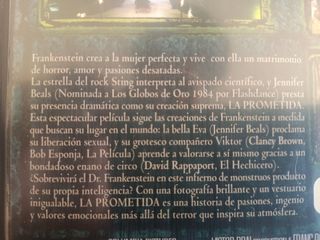 Frankenstein crea a la mujer perfecta y vive con ella un matrimonio
de horror, amor y pasiones desatadas.
La estrella del rock Sting interpreta al avispado científico, y Jennifer
Beals (Nominada a Los Globos de Oro 1984 por Flashdance) presta
su presencia dramática como su creación suprema, LA PROMETIDA.
Esta espectacular película sigue las creaciones de Frankenstein a medida
que buscan su lugar en el mundo: la bella Eva (Jennifer Beals) proclama
su liberación sexual, y su grotesco compañero Viktor (Clancy Brown,
Bob Esponja, La Película) aprende a valorarse a sí mismo gracias a un
bondadoso enano de circo (David Rappaport, El Hechicero).
¿Sobrevivirá el Dr. Frankenstein en este infierno de monstruos producto
de su propia inteligencia? Con una fotografía brillante y un vestuario
inigualable, LA PROMETIDA es una historia de pasiones, ingenio
y valores emocionales más allá del terror que inspira su atmósfera.